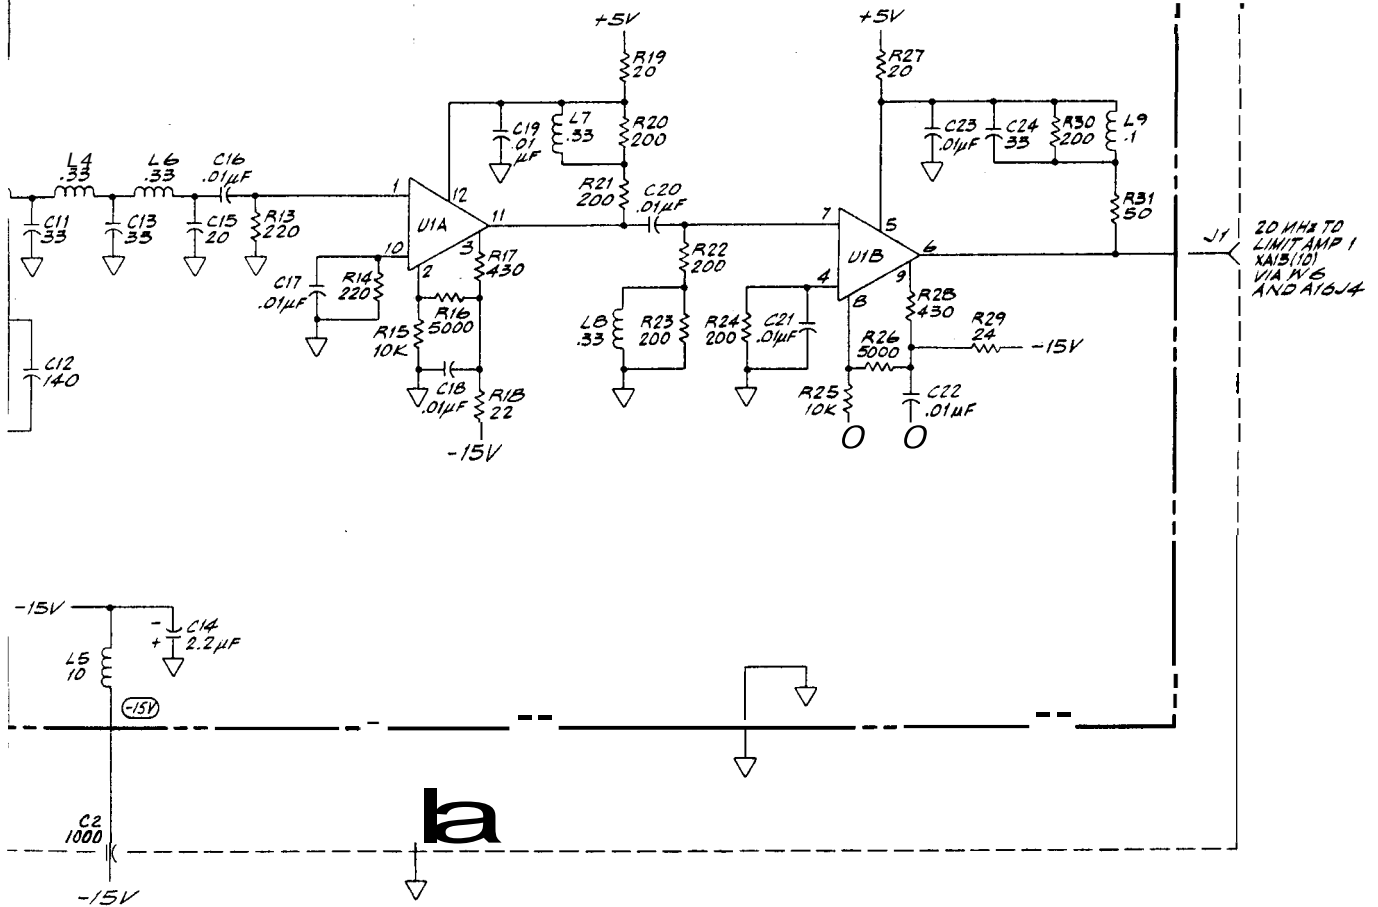 +5V
+5V
R19
20
R27
20
C19
.01
µF
L7
.33
R20
200
C23
.01µF
C24
33
R30
200
L9
.1
L4
.33
L6
.33
C16
.01µF
1
12
R21
200
C20
.01µF
R31
50
C11
33
C13
33
C15
20
R13
220
U1A
11
7
5
10
3
R17
430
R22
200
U1B
6
J1
20 MHz TO
LIMIT AMP 1
XA15(10)
VIA W6
AND A16J4
C17
.01µF
R14
220
2
4
8
9
R28
430
R16
5000
R15
10K
L8
.33
R23
200
R24
200
C21
.01µF
R26
5000
R29
24
-15V
C12
140
C18
.01µF
R18
22
R25
10K
C22
.01µF
-15V
-15V
-
+
C14
2.2µF
L5
10
-15V
la
C2
1000
-15V